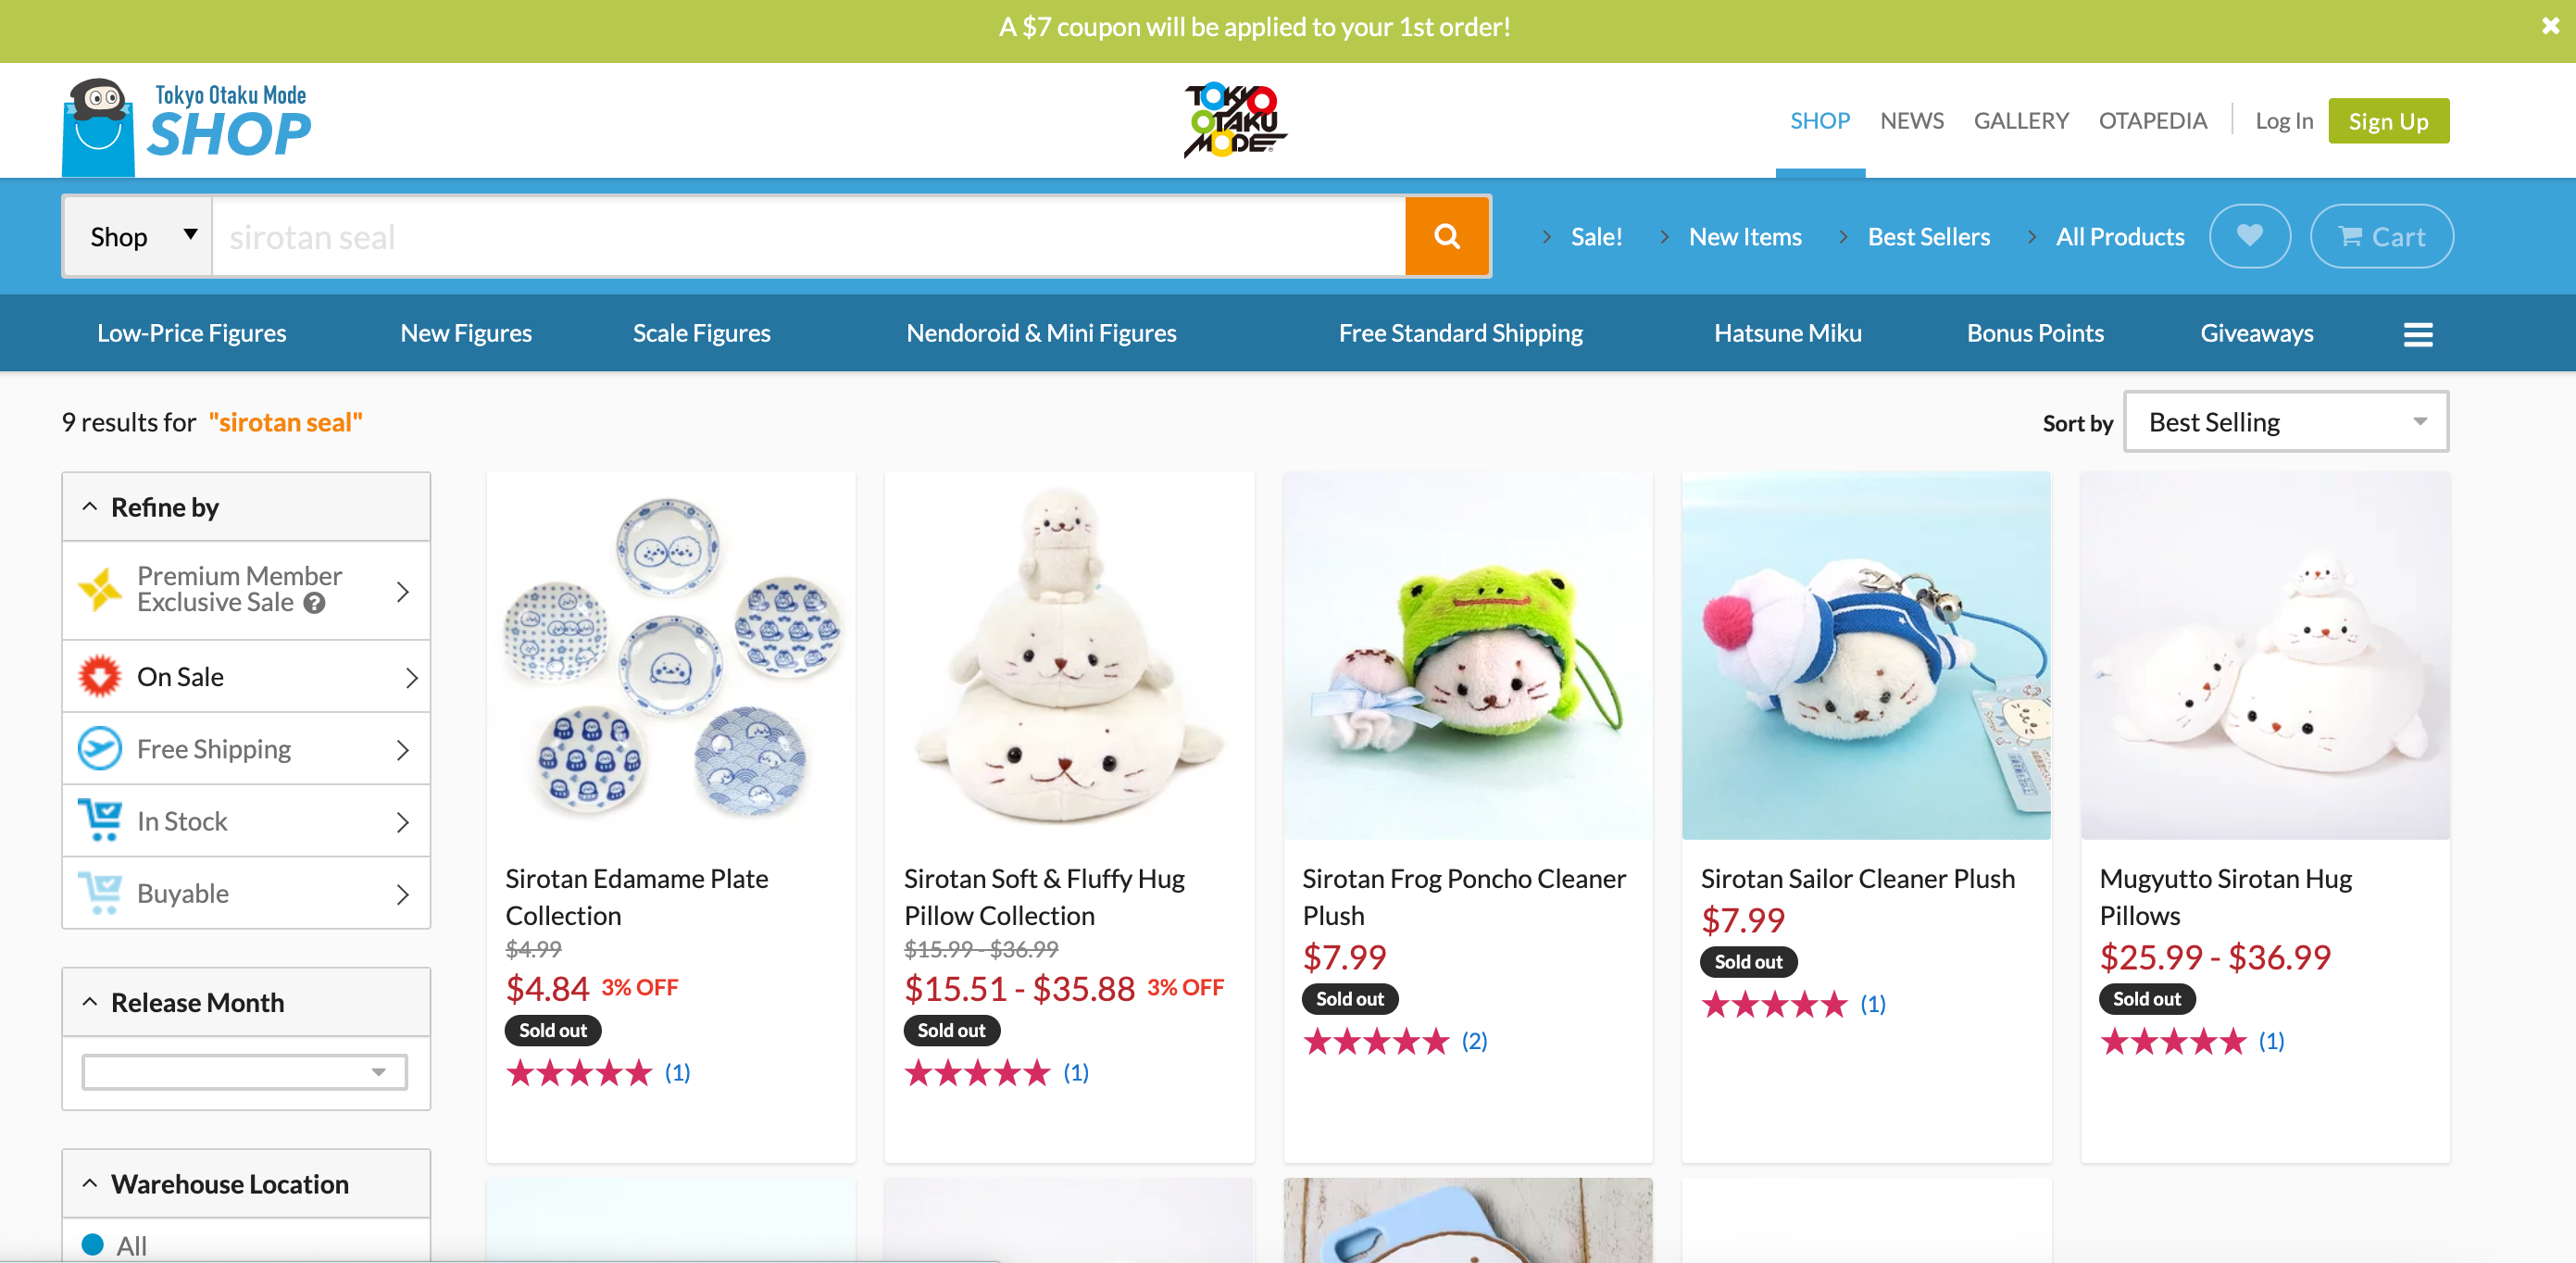 A $7 coupon will be applied to your 1st order!
Tokyo Otaku Mode
SHOP
TOKYO
OTAKU
MODE
SHOP
NEWS
GALLERY
OTAPEDIA
Log In
Sign Up
Shop
sirotan seal
Sale!
New Items
Best Sellers
All Products
Cart
Low-Price Figures
New Figures
Scale Figures
Nendoroid & Mini Figures
Free Standard Shipping
Hatsune Miku
Bonus Points
Giveaways
9 results for "sirotan seal"
Sort by
Best Selling
Refine by
Premium Member
Exclusive Sale ?
On Sale
Free Shipping
In Stock
Buyable
Release Month
Warehouse Location
All
Sirotan Edamame Plate
Collection
$4.99
$4.84 3% OFF
Sold out
(1)
Sirotan Soft & Fluffy Hug
Pillow Collection
$15.99 - $36.99
$15.51 - $35.88 3% OFF
Sold out
(1)
Sirotan Frog Poncho Cleaner
Plush
$7.99
Sold out
(2)
Sirotan Sailor Cleaner Plush
$7.99
Sold out
(1)
Mugyutto Sirotan Hug
Pillows
$25.99 - $36.99
Sold out
(1)